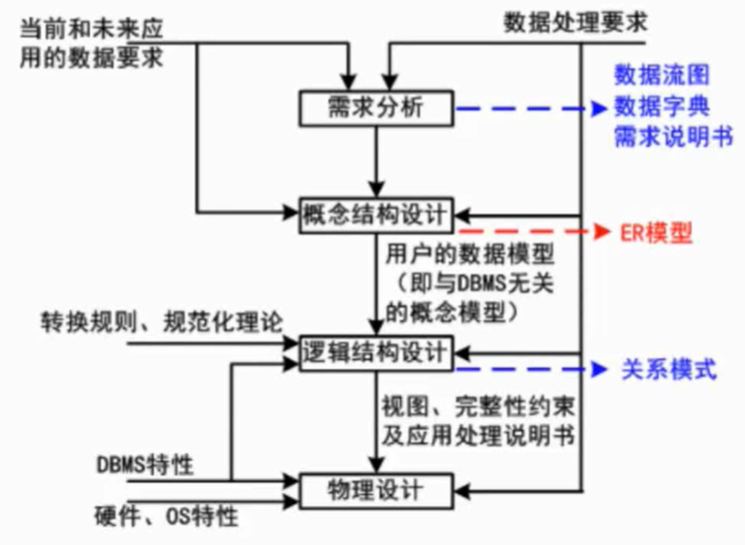 当前和未来应
用的数据要求
数据处理要求
需求分析
数据流图
数据字典
需求说明书
概念结构设计
ER模型
用户的数据模型
（即与DBMS无关
的概念模型）
转换规则、规范化理论
逻辑结构设计
关系模式
视图、完整性约束
及应用处理说明书
DBMS特性
物理设计
硬件、OS特性